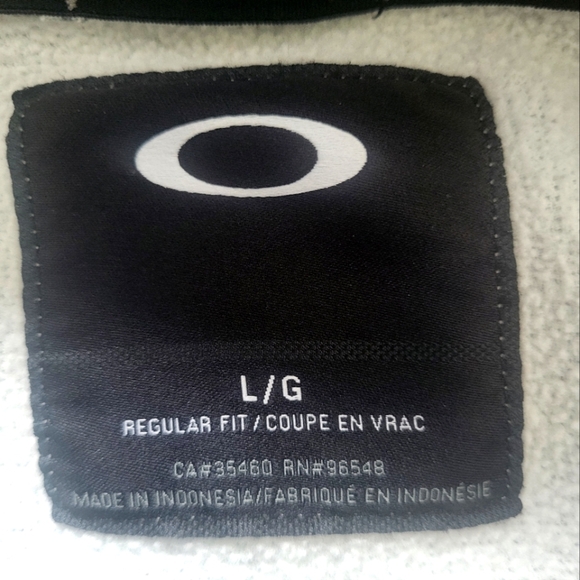 L/G
REGULAR FIT/COUPE EN VRAC
CA#35460 RN#96548
MADE IN INDONESIA/FABRIQUÉ EN INDONÉSIE